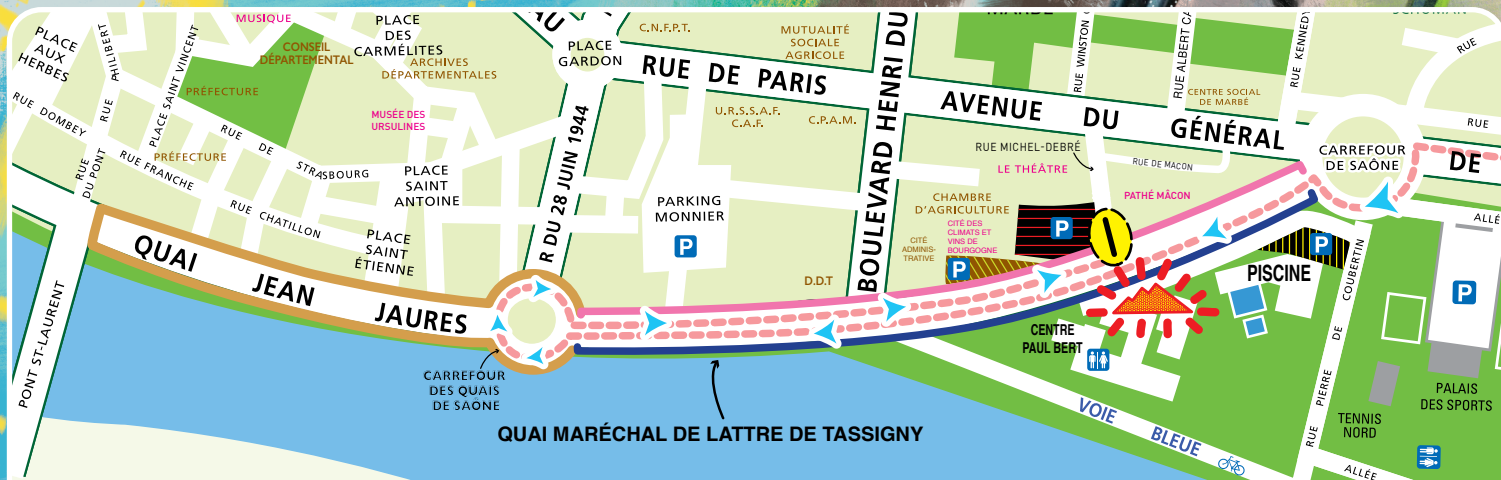 MUSIQUE
PLACE
DES
CARMÉLITES
AU
PLACE
GARDON
C.N.F.P.T.
MUTUALITÉ
SOCIALE
AGRICOLE
PLACE
AUX
HERBES
RUE PHILIBERT
PLACE SAINT VINCENT
CONSEIL
DÉPARTEMENTAL
ARCHIVES
DÉPARTEMENTALES
PRÉFECTURE
MUSÉE DES
URSULINES
RUE DE PARIS
U.R.S.S.A.F.
C.A.F.
C.P.A.M.
BOULEVARD HENRI DU
AVENUE DU GÉNÉRAL
DE
RUE WINSTON
RUE ALBERT CA
RUE KENNEDY
RUE
CENTRE SOCIAL
DE MARBÉ
RUE
RUE DOMBEY
RUE DU PONT
RUE FRANCHE
PRÉFECTURE
RUE DE STRASBOURG
RUE CHATILLON
PLACE
SAINT
ANTOINE
PLACE
SAINT
ÉTIENNE
R DU 28 JUIN 1944
PARKING
MONNIER
P
RUE MICHEL-DEBRÉ
LE THÉÂTRE
RUE DE MACON
PATHÉ MÂCON
CARREFOUR
DE SAÔNE
ALLÉE
CHAMBRE
D'AGRICULTURE
CITÉ
ADMINIS-
TRATIVE
CITÉ DES
CLIMATS ET
VINS DE
BOURGOGNE
P
P
P
D.D.T
PISCINE
RUE PIERRE DE COUBERTIN
P
QUAI JEAN JAURES
PONT ST-LAURENT
CARREFOUR
DES QUAIS
DE SAÔNE
QUAI MARÉCHAL DE LATTRE DE TASSIGNY
CENTRE
PAUL BERT
VOIE BLEUE
TENNIS
NORD
PALAIS
DES SPORTS
ALLÉE